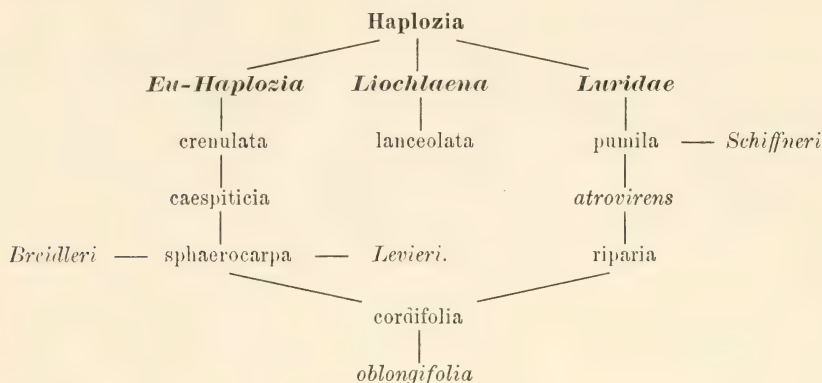 Haplozia
Eu-Haplozia Liochlaena Luridae
crenulata lanceolata pumila — Schiffneri
caespiticia atrovirens
Breidleri — sphaerocarpa — Levieri. riparia
cordifolia
oblongifolia